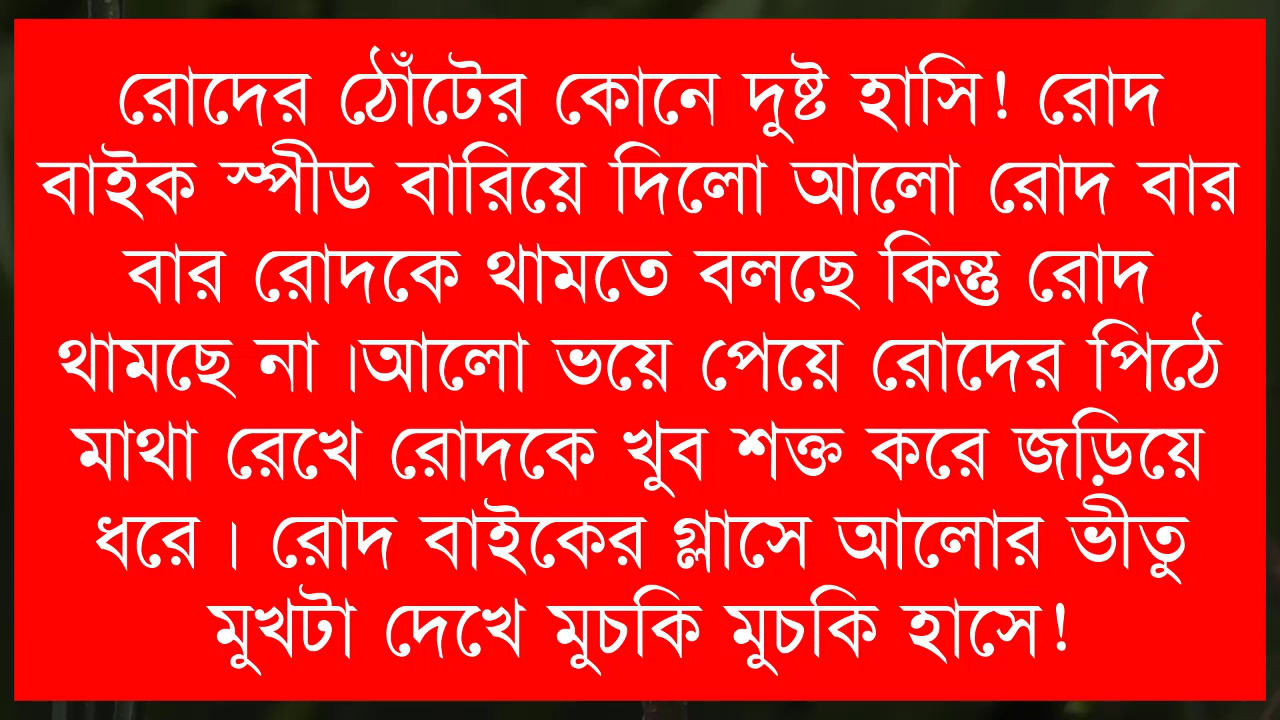 রোদের ঠোঁটের কোনে দুষ্ট হাসি! রোদ
বাইক স্পীড বারিয়ে দিলো আলো রোদ বার
বার রোদকে থামতে বলছে কিন্তু রোদ
থামছে না।আলো ভয়ে পেয়ে রোদের পিঠে
মাথা রেখে রোদকে খুব শক্ত করে জড়িয়ে
ধরে। রোদ বাইকের গ্লাসে আলোর ভীতু
মুখটা দেখে মুচকি মুচকি হাসে!